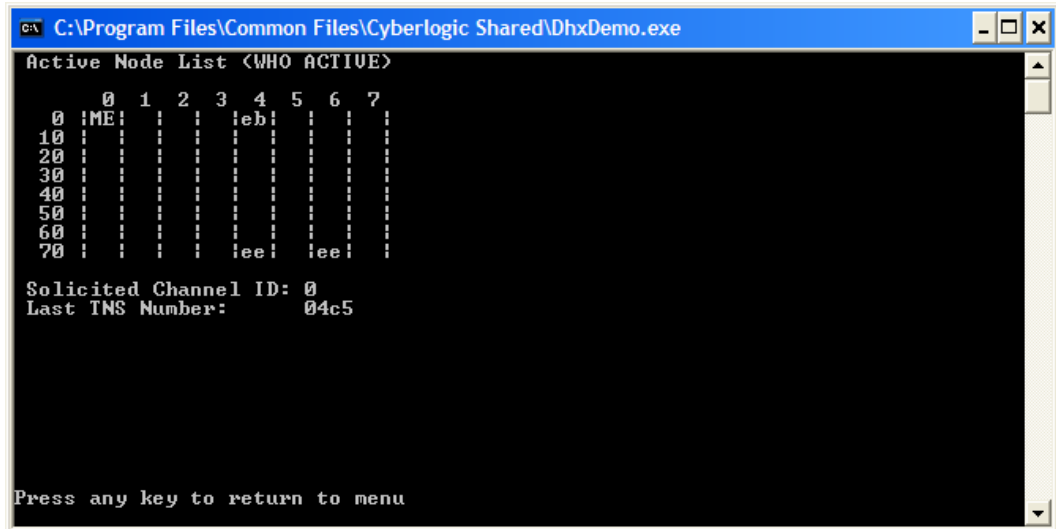 C:\Program Files\Common Files\Cyberlogic Shared\DhxDemo.exe
Active Node List (WHO ACTIVE)
0 1 2 3 4 5 6 7
0 |ME| | | |eb| | | |
10 | | | | | | | | |
20 | | | | | | | | |
30 | | | | | | | | |
40 | | | | | | | | |
50 | | | | | | | | |
60 | | | | | | | | |
70 | | | | |ee| |ee| |
Solicited Channel ID: 0
Last TNS Number: 04c5
Press any key to return to menu